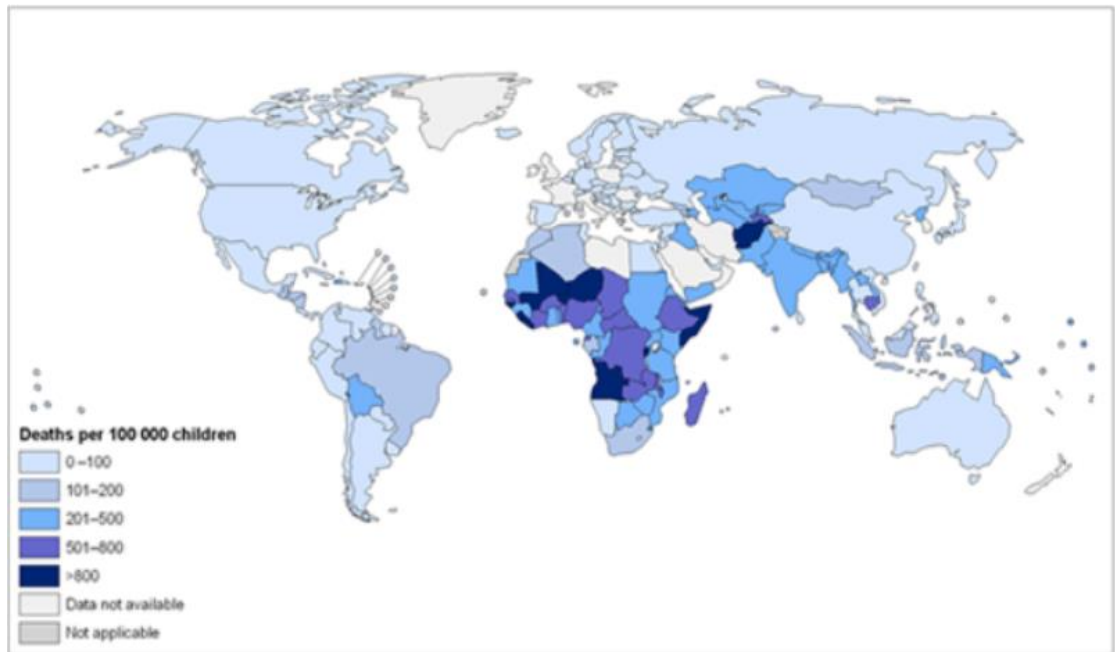 Deaths per 100 000 children
0–100
101–200
201–500
501–800
>800
Data not available
Not applicable